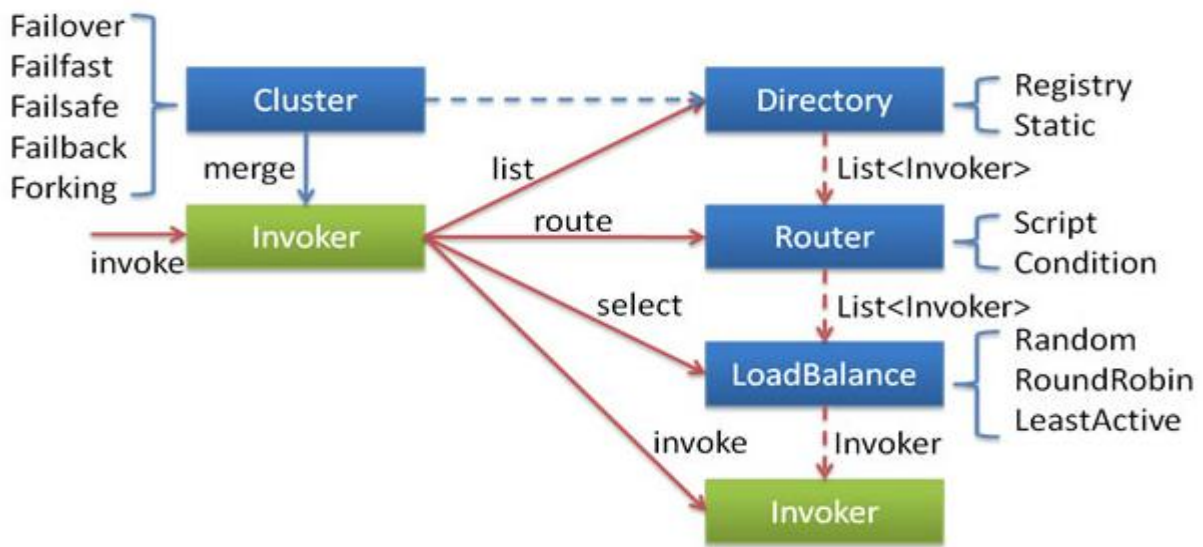 Failover
Failfast
Failsafe
Failback
Forking
Cluster
Directory
Registry
Static
merge
list
List<Invoker>
invoke
Invoker
route
Router
Script
Condition
select
List<Invoker>
LoadBalance
Random
RoundRobin
LeastActive
invoke
Invoker
Invoker